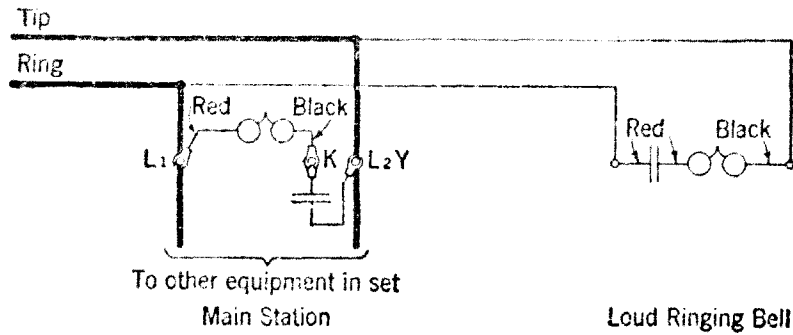 Tip
Ring
Red
Black
L1
K
L2Y
Red
Black
To other equipment in set
Main Station
Loud Ringing Bell